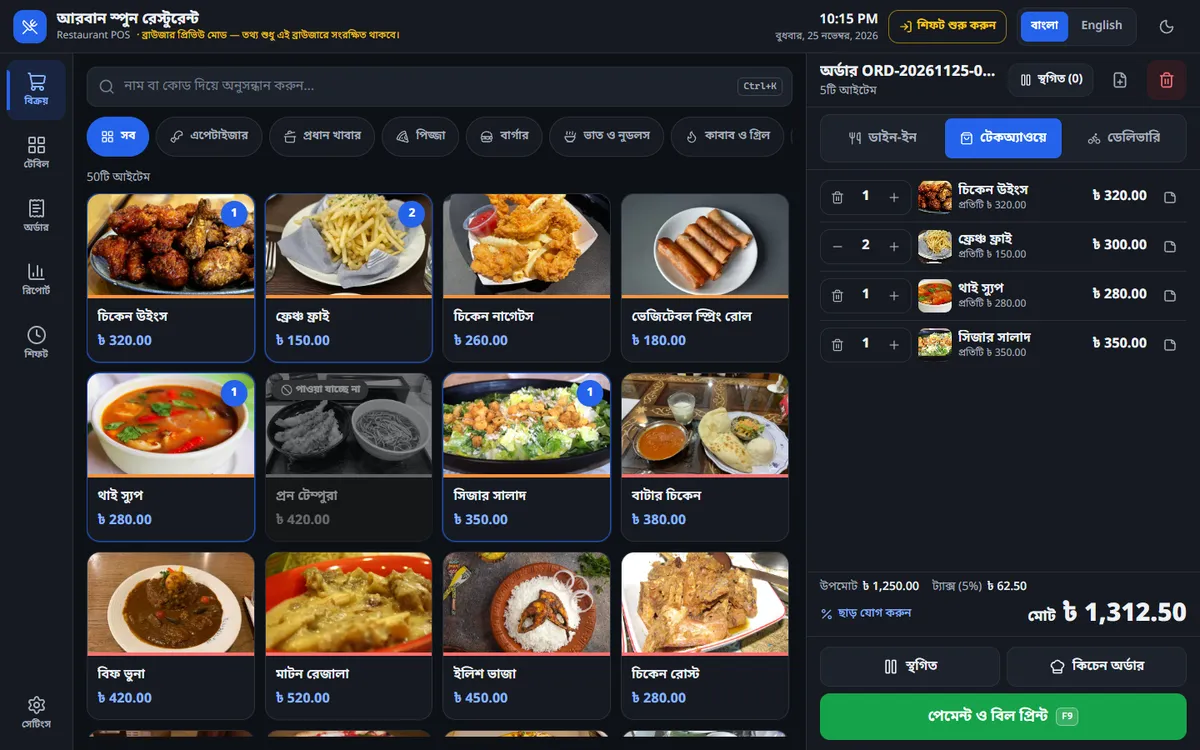 আরবান স্পুন রেস্টুরেন্ট
Restaurant POS · ব্রাউজার প্রিভিউ মোড — তথ্য শুধু এই ব্রাউজারে সংরক্ষিত থাকবে।
10:15 PM
বুধবার, 25 নভেম্বর, 2026
শিফট শুরু করুন
বাংলা English
বিক্রয়
টেবিল
অর্ডার
রিপোর্ট
শিফট
সেটিংস
নাম বা কোড দিয়ে অনুসন্ধান করুন... Ctrl+K
সব এপেটাইজার প্রধান খাবার পিজ্জা বার্গার ভাত ও নুডলস কাবাব ও গ্রিল
50টি আইটেম
1 2
চিকেন উইংস ফ্রেঞ্চ ফ্রাই চিকেন নাগেটস ভেজিটেবল স্প্রিং রোল
৳ 320.00 ৳ 150.00 ৳ 260.00 ৳ 180.00
1 পাওয়া যাচ্ছে না 1
থাই স্যুপ প্রন টেম্পুরা সিজার সালাদ বাটার চিকেন
৳ 280.00 ৳ 420.00 ৳ 350.00 ৳ 380.00
বিফ ভুনা মাটন রেজালা ইলিশ ভাজা চিকেন রোস্ট
৳ 420.00 ৳ 520.00 ৳ 450.00 ৳ 280.00
অর্ডার ORD-20261125-0...
5টি আইটেম
স্থগিত (0)
ডাইন-ইন টেকঅ্যাওয়ে ডেলিভারি
1 + চিকেন উইংস ৳ 320.00
প্রতিটি ৳ 320.00
− 2 + ফ্রেঞ্চ ফ্রাই ৳ 300.00
প্রতিটি ৳ 150.00
1 + থাই স্যুপ ৳ 280.00
প্রতিটি ৳ 280.00
1 + সিজার সালাদ ৳ 350.00
প্রতিটি ৳ 350.00
উপমোট ৳ 1,250.00 ট্যাক্স (5%) ৳ 62.50
% ছাড় যোগ করুন
মোট ৳ 1,312.50
স্থগিত কিচেন অর্ডার
পেমেন্ট ও বিল প্রিন্ট F9